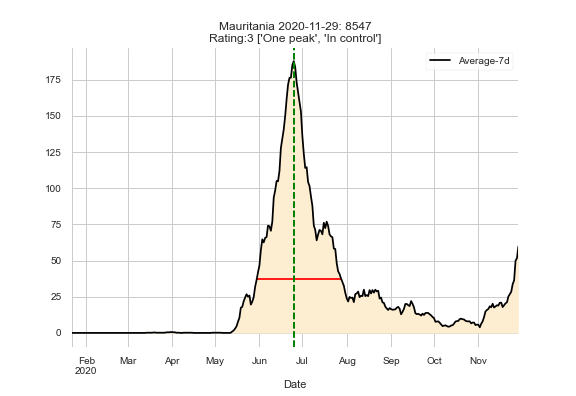 Mauritania 2020-11-29: 8547
Rating:3 ['One peak', 'In control']
Average-7d
175
150
125
100
75
50
25
0
Feb Mar Apr May Jun Jul Aug Sep Oct Nov
2020
Date